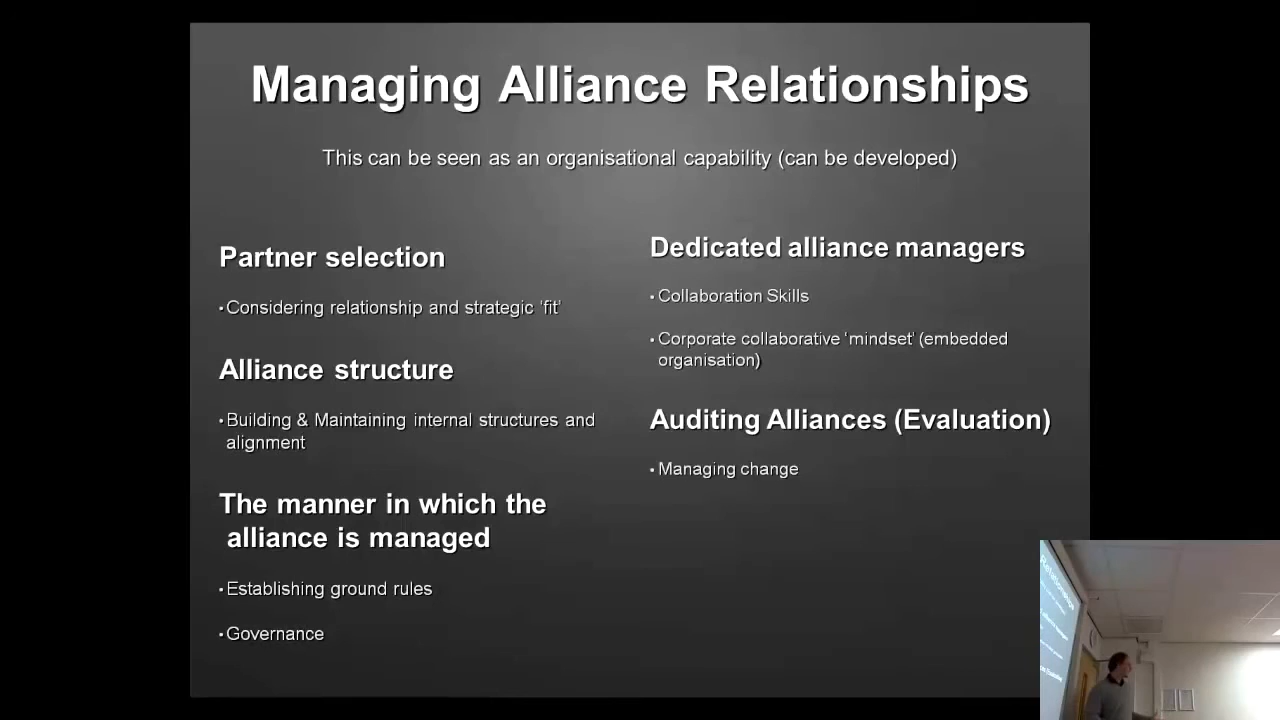 Managing Alliance Relationships
This can be seen as an organisational capability (can be developed)
Partner selection
•Considering relationship and strategic 'fit'
Alliance structure
•Building & Maintaining internal structures and
alignment
The manner in which the
alliance is managed
•Establishing ground rules
•Governance
Dedicated alliance managers
•Collaboration Skills
•Corporate collaborative 'mindset' (embedded
organisation)
Auditing Alliances (Evaluation)
•Managing change
Relationships